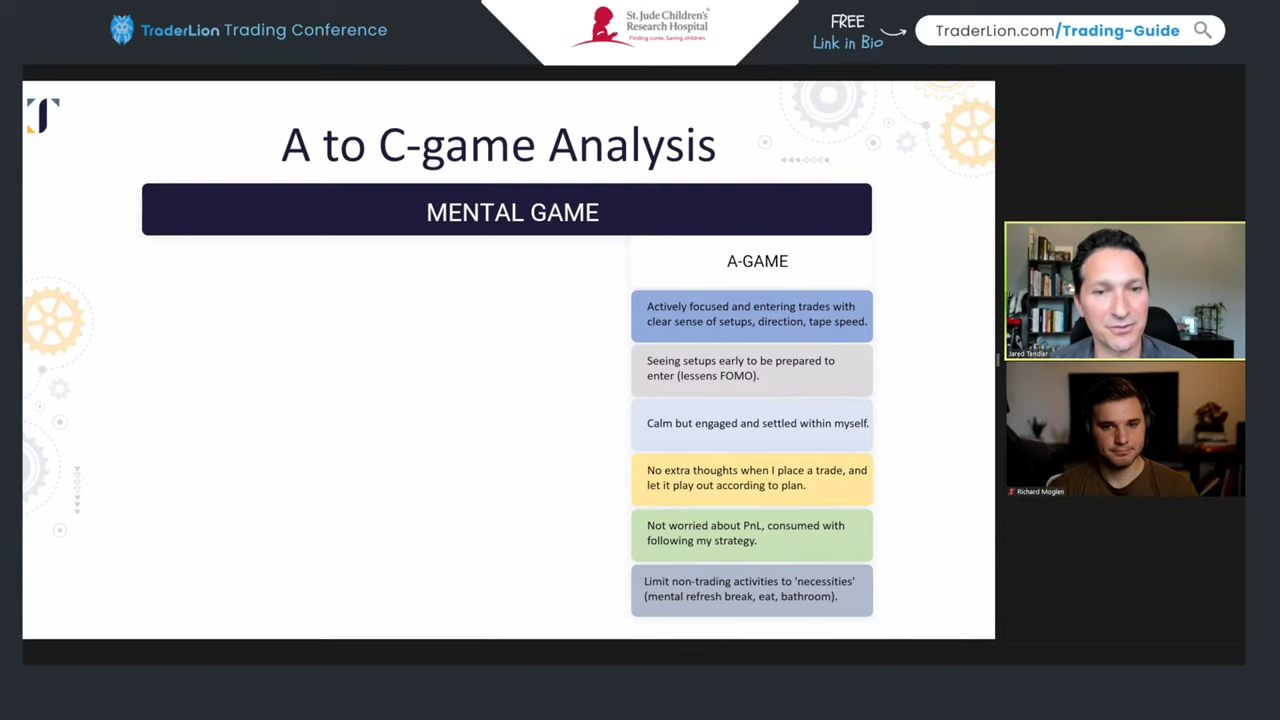 TraderLion Trading Conference
St. Jude Children's
Research Hospital
Finding cures. Saving children.
FREE
Link in Bio
TraderLion.com/Trading-Guide
A to C-game Analysis
MENTAL GAME
A-GAME
Actively focused and entering trades with
clear sense of setups, direction, tape speed.
Seeing setups early to be prepared to
enter (lessens FOMO).
Calm but engaged and settled within myself.
No extra thoughts when I place a trade, and
let it play out according to plan.
Not worried about PnL, consumed with
following my strategy.
Limit non-trading activities to 'necessities'
(mental refresh break, eat, bathroom).
Jared Tendler
Richard Moglen